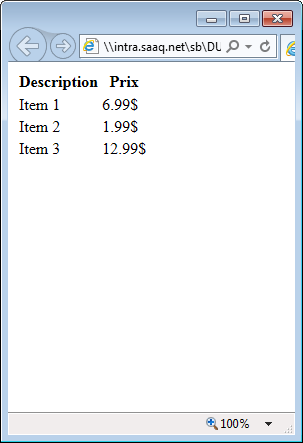 \\intra.saaq.net\sb\DU
Description Prix
Item 1 6.99$
Item 2 1.99$
Item 3 12.99$
100%